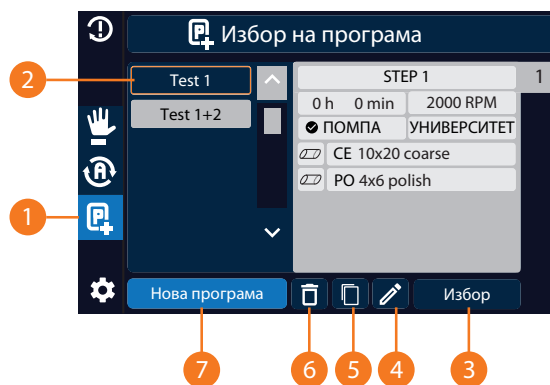 Избор на програма
2
Test 1
STEP 1
1
Test 1+2
0 h 0 min
2000 RPM
ПОМПА
УНИВЕРСИТЕТ
CE 10x20 coarse
PO 4x6 polish
A
1
P
Нова програма
Избор
7
6
5
4
3